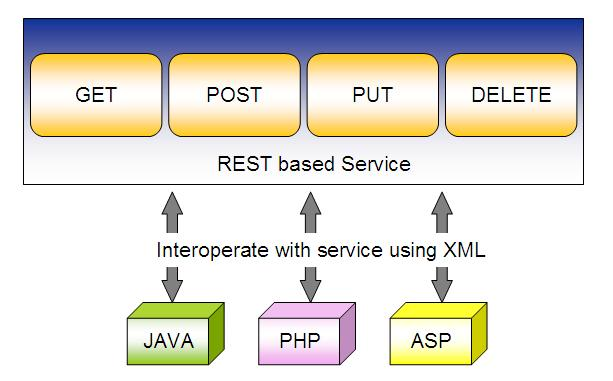 GET POST PUT DELETE
REST based Service
Interoperate with service using XML
JAVA PHP ASP